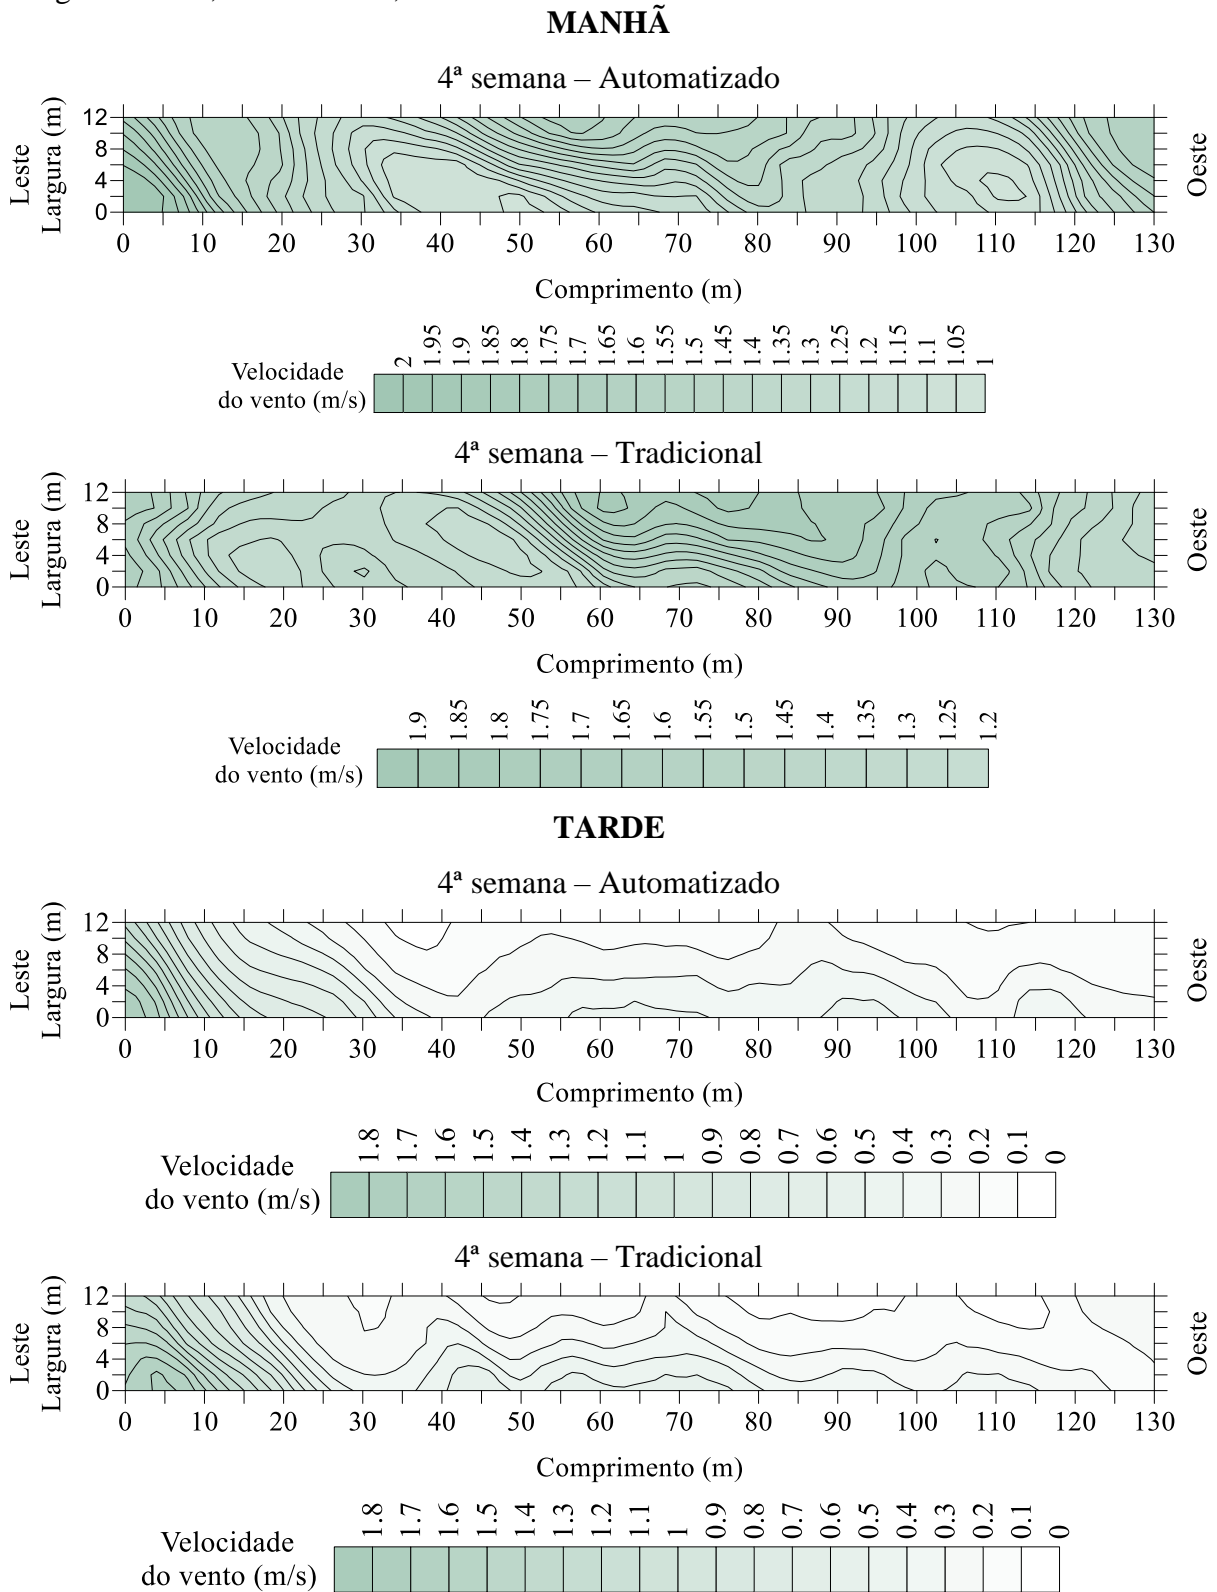 MANHÃ
4ª semana – Automatizado
Leste
Largura (m)
12
8
4
0
Oeste
0 10 20 30 40 50 60 70 80 90 100 110 120 130
Comprimento (m)
2 1.95 1.9 1.85 1.8 1.75 1.7 1.65 1.6 1.55 1.5 1.45 1.4 1.35 1.3 1.25 1.2 1.15 1.1 1.05 1
Velocidade
do vento (m/s)
4ª semana – Tradicional
Leste
Largura (m)
12
8
4
0
Oeste
0 10 20 30 40 50 60 70 80 90 100 110 120 130
Comprimento (m)
1.9 1.85 1.8 1.75 1.7 1.65 1.6 1.55 1.5 1.45 1.4 1.35 1.3 1.25 1.2
Velocidade
do vento (m/s)
TARDE
4ª semana – Automatizado
Leste
Largura (m)
12
8
4
0
Oeste
0 10 20 30 40 50 60 70 80 90 100 110 120 130
Comprimento (m)
1.8 1.7 1.6 1.5 1.4 1.3 1.2 1.1 1 0.9 0.8 0.7 0.6 0.5 0.4 0.3 0.2 0.1 0
Velocidade
do vento (m/s)
4ª semana – Tradicional
Leste
Largura (m)
12
8
4
0
Oeste
0 10 20 30 40 50 60 70 80 90 100 110 120 130
Comprimento (m)
1.8 1.7 1.6 1.5 1.4 1.3 1.2 1.1 1 0.9 0.8 0.7 0.6 0.5 0.4 0.3 0.2 0.1 0
Velocidade
do vento (m/s)